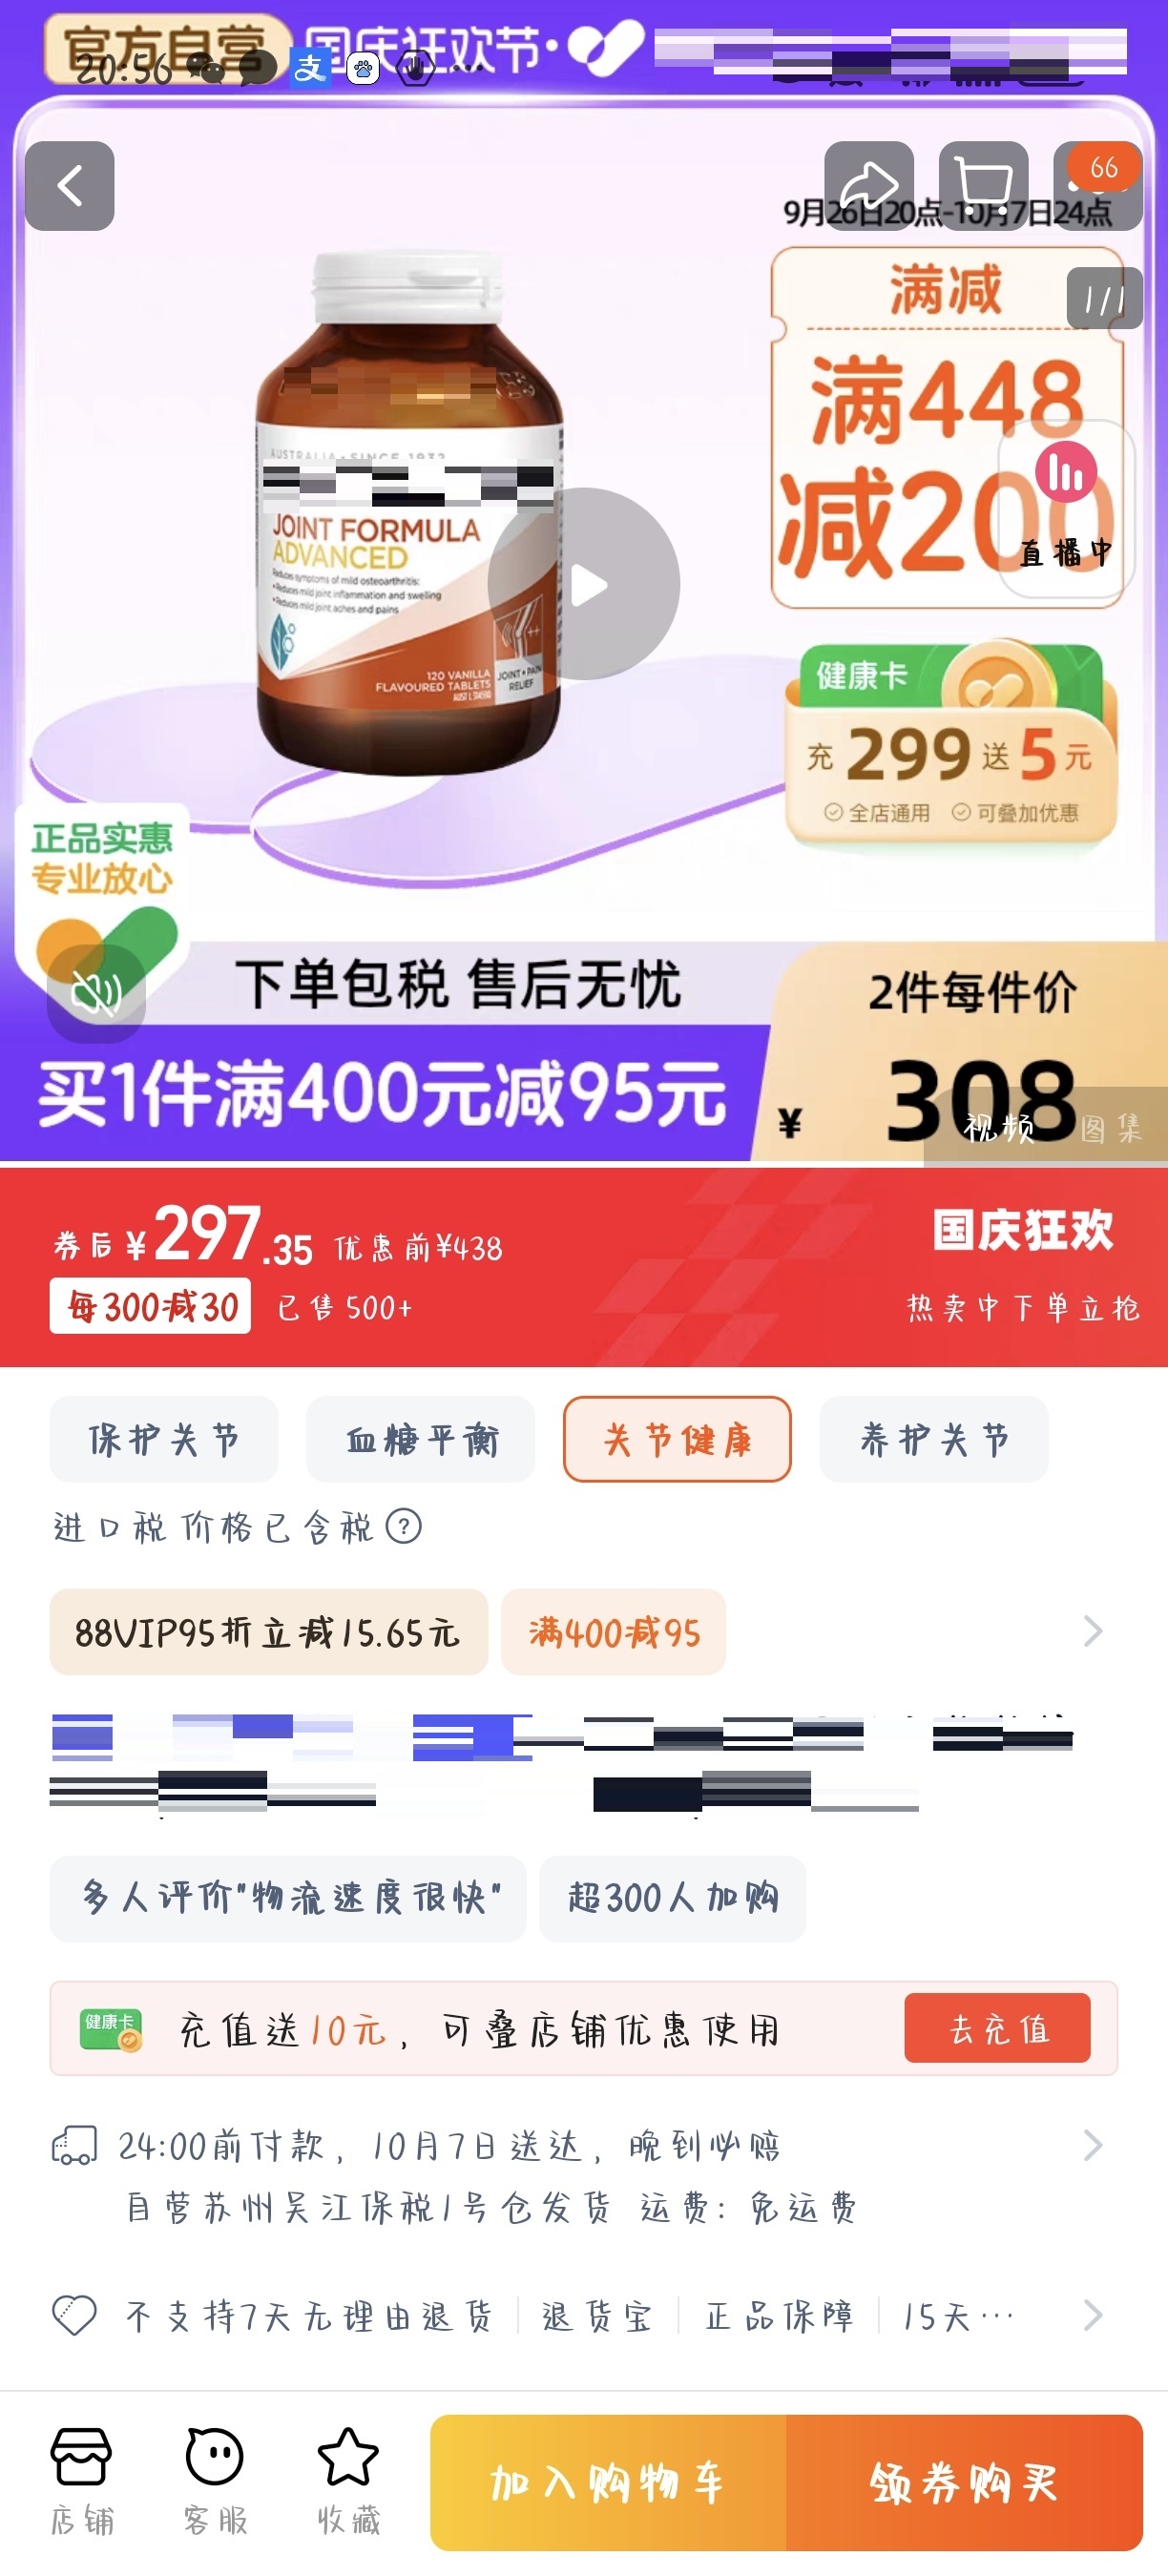 官方自营
国庆狂欢节·
20:56
支
...
66
9月26日20点-10月7日24点
1/1
满减
满448
减200
直播中
AUSTRALIA · SINCE 1932
JOINT FORMULA
ADVANCED
Reduces symptoms of mild osteoarthritis:
• Reduces mild joint inflammation and swelling
• Reduces mild joint aches and pains
120 VANILLA
FLAVOURED TABLETS
JOINT + PAIN
RELIEF
健康卡
充299送5元
全店通用 可叠加优惠
正品实惠
专业放心
下单包税 售后无忧
2件每件价
买1件满400元减95元
¥308
视频 图集
券后¥297.35 优惠前¥438
国庆狂欢
每300减30 已售500+
热卖中下单立抢
保护关节 血糖平衡 关节健康 养护关节
进口税 价格已含税?
88VIP95折立减15.65元 满400减95
多人评价"物流速度很快" 超300人加购
健康卡
充值送10元，可叠店铺优惠使用
去充值
24:00前付款，10月7日送达，晚到必赔
自营苏州吴江保税1号仓发货 运费：免运费
不支持7天无理由退货 退货宝 正品保障 15天…
店铺 客服 收藏
加入购物车 领券购买